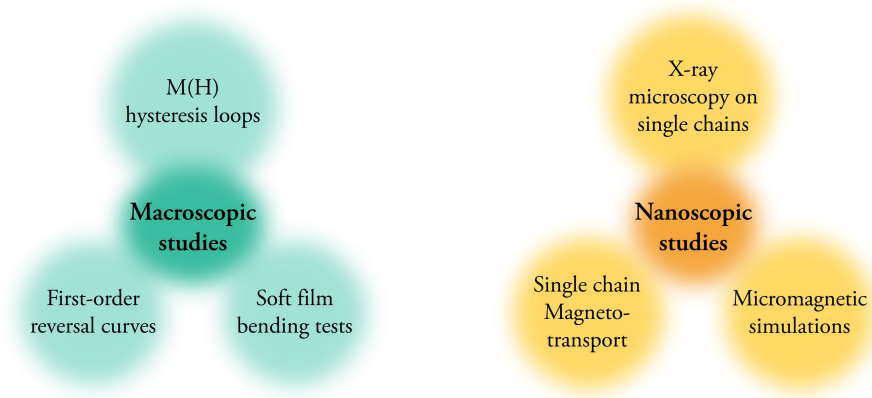 M(H)
hysteresis loops
Macroscopic
studies
First-order
reversal curves
Soft film
bending tests
X-ray
microscopy on
single chains
Nanoscopic
studies
Single chain
Magneto-
transport
Micromagnetic
simulations